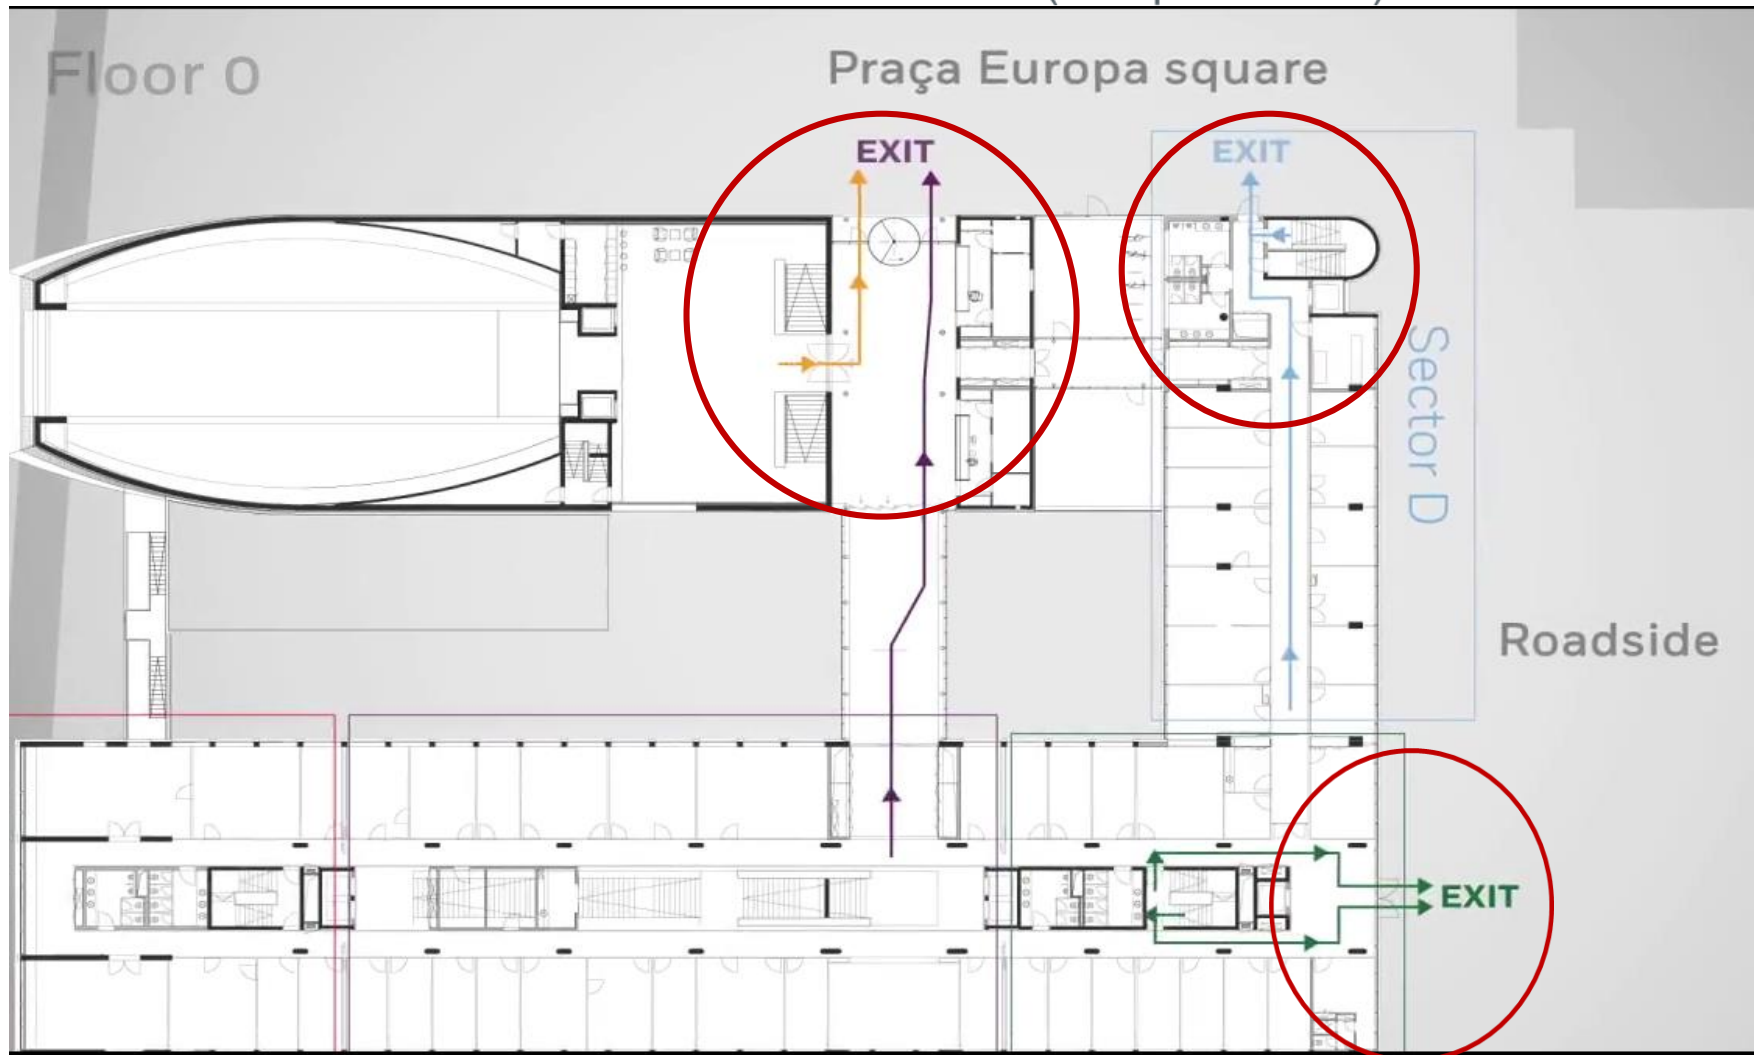 Floor 0
Praça Europa square
EXIT
EXIT
Sector D
Roadside
EXIT